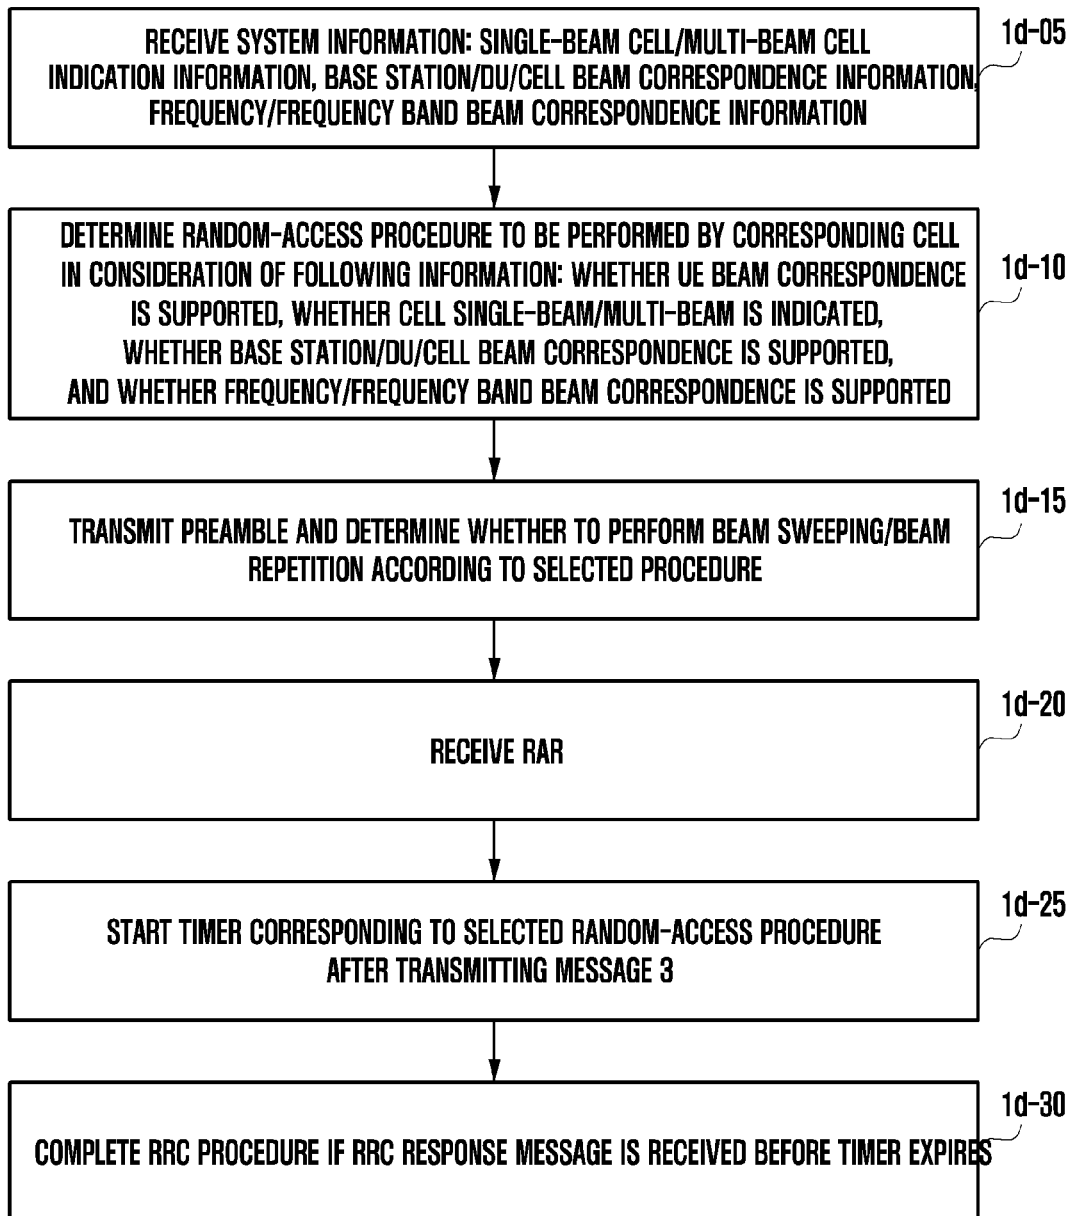 RECEIVE SYSTEM INFORMATION: SINGLE-BEAM CELL/MULTI-BEAM CELL
INDICATION INFORMATION, BASE STATION/DU/CELL BEAM CORRESPONDENCE INFORMATION,
FREQUENCY/FREQUENCY BAND BEAM CORRESPONDENCE INFORMATION
1d-05
DETERMINE RANDOM-ACCESS PROCEDURE TO BE PERFORMED BY CORRESPONDING CELL
IN CONSIDERATION OF FOLLOWING INFORMATION: WHETHER UE BEAM CORRESPONDENCE
IS SUPPORTED, WHETHER CELL SINGLE-BEAM/MULTI-BEAM IS INDICATED,
WHETHER BASE STATION/DU/CELL BEAM CORRESPONDENCE IS SUPPORTED,
AND WHETHER FREQUENCY/FREQUENCY BAND BEAM CORRESPONDENCE IS SUPPORTED
1d-10
TRANSMIT PREAMBLE AND DETERMINE WHETHER TO PERFORM BEAM SWEEPING/BEAM
REPETITION ACCORDING TO SELECTED PROCEDURE
1d-15
RECEIVE RAR
1d-20
START TIMER CORRESPONDING TO SELECTED RANDOM-ACCESS PROCEDURE
AFTER TRANSMITTING MESSAGE 3
1d-25
COMPLETE RRC PROCEDURE IF RRC RESPONSE MESSAGE IS RECEIVED BEFORE TIMER EXPIRES
1d-30